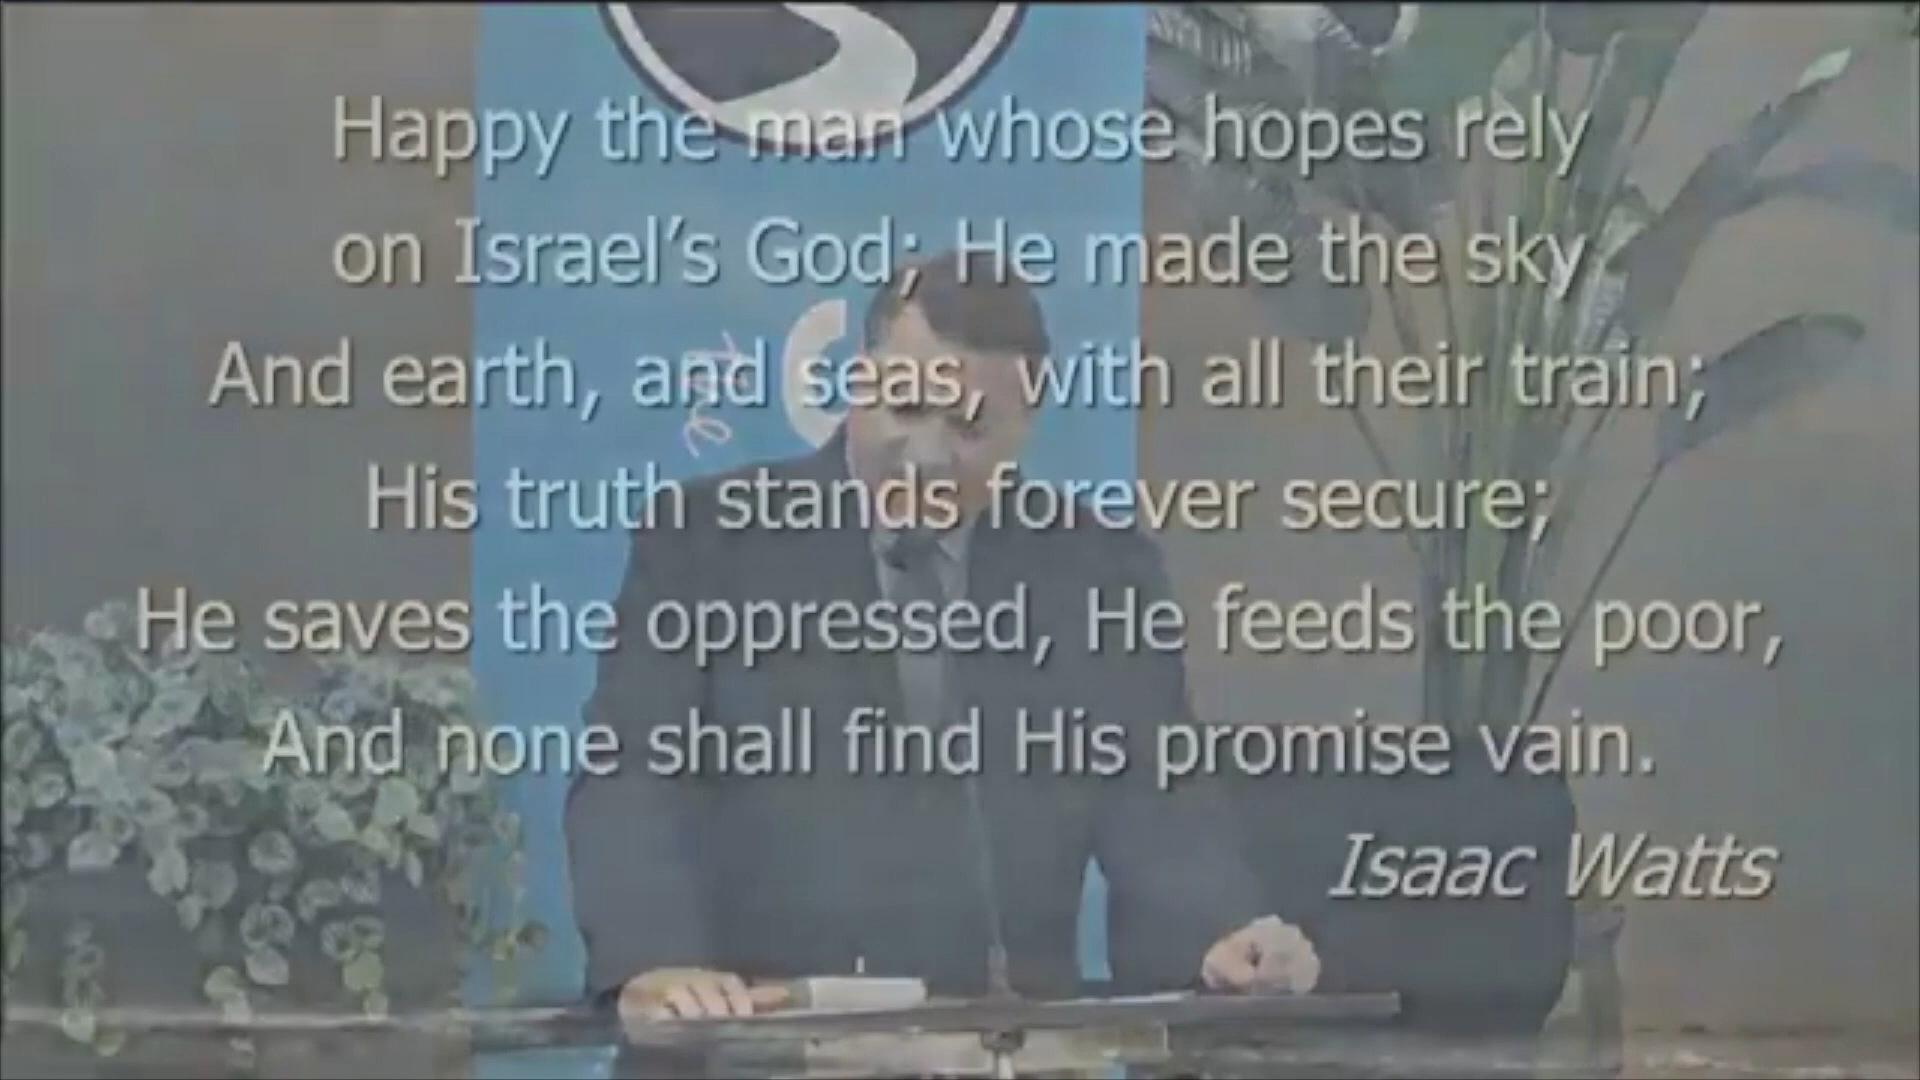 Happy the man whose hopes rely
on Israel’s God; He made the sky
And earth, and seas, with all their train;
His truth stands forever secure;
He saves the oppressed, He feeds the poor,
And none shall find His promise vain.
Isaac Watts
The